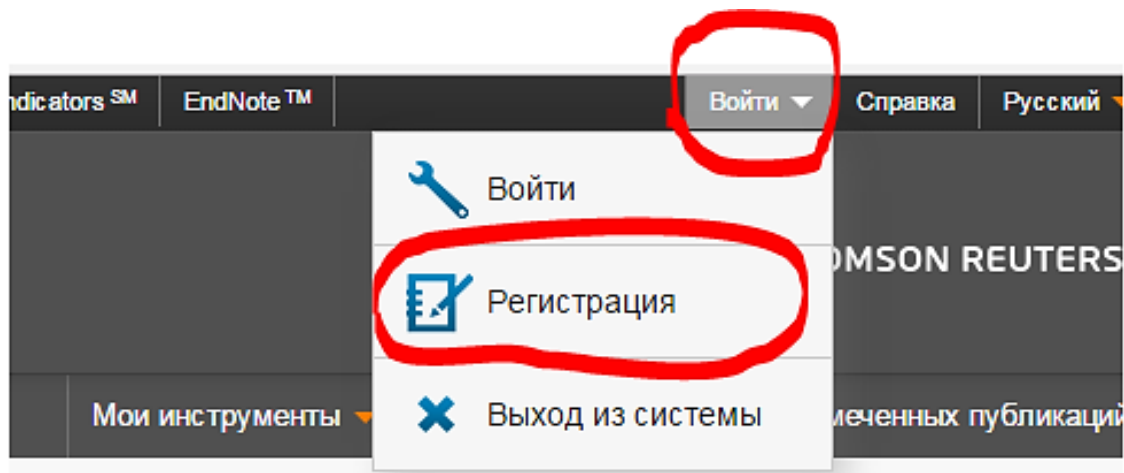 ndicators SM EndNote TM Войти Справка Русский
Войти
OMSON REUTERS
Регистрация
Мои инструменты Выход из системы меченных публикаций